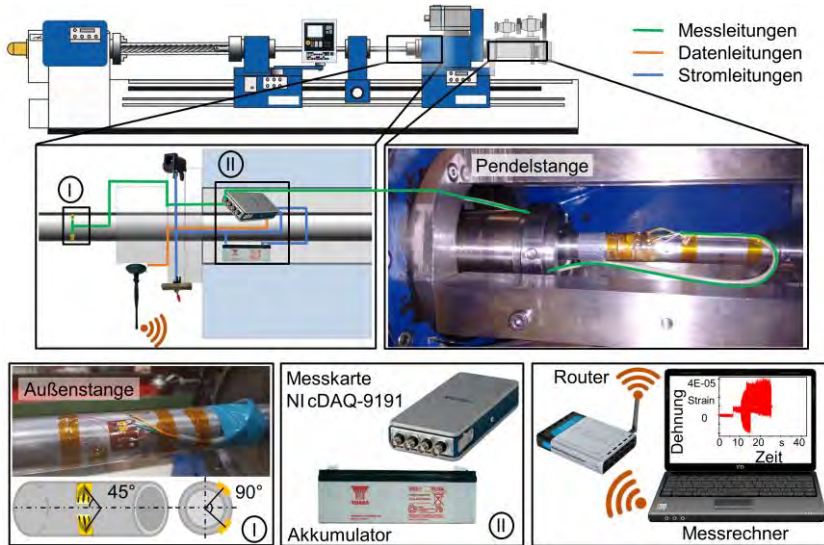 Messleitungen
Datenleitungen
Stromleitungen
I
II
Pendelstange
Außenstange
45°
90°
I
Messkarte
NI cDAQ-9191
Akkumulator
II
Router
Dehnung
4E-05
Strain
0
0
10
20
s
40
Zeit
Messrechner